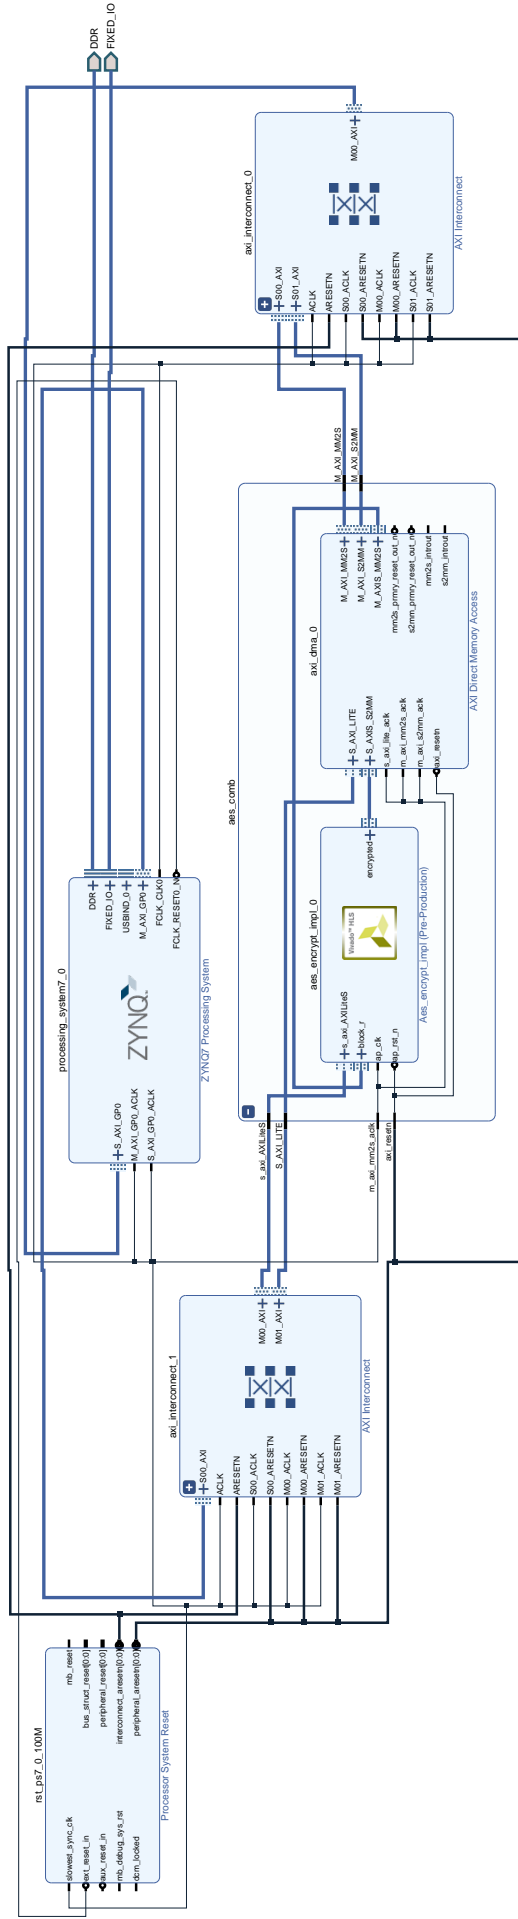 rst_ps7_0_100M
slowest_sync_clk
ext_reset_in
aux_reset_in
mb_debug_sys_rst
dcm_locked
mb_reset
bus_struct_reset[0:0]
peripheral_reset[0:0]
interconnect_aresetn[0:0]
peripheral_aresetn[0:0]
Processor System Reset
axi_interconnect_1
S00_AXI
ACLK
ARESETN
S00_ACLK
S00_ARESETN
M00_ACLK
M00_ARESETN
M01_ACLK
M01_ARESETN
M00_AXI
M01_AXI
AXI Interconnect
processing_system7_0
S_AXI_GP0
M_AXI_GP0_ACLK
S_AXI_GP0_ACLK
ZYNQ
DDR
FIXED_IO
USBIND_0
M_AXI_GP0
FCLK_CLK0
FCLK_RESET0_N
ZYNQ7 Processing System
aes_comb
s_axi_AXILiteS
S_AXI_LITE
m_axi_mm2s_aclk
axi_resetn
aes_encrypt_impl_0
s_axi_AXILiteS
block_r
ap_clk
ap_rst_n
Vivado™ HLS
encrypted
Aes_encrypt_impl (Pre-Production)
axi_dma_0
S_AXI_LITE
S_AXIS_S2MM
s_axi_lite_aclk
m_axi_mm2s_aclk
m_axi_s2mm_aclk
axi_resetn
M_AXI_MM2S
M_AXI_S2MM
M_AXIS_MM2S
mm2s_prmry_reset_out_n
s2mm_prmry_reset_out_n
mm2s_introut
s2mm_introut
AXI Direct Memory Access
M_AXI_MM2S
M_AXI_S2MM
axi_interconnect_0
S00_AXI
S01_AXI
ACLK
ARESETN
S00_ACLK
S00_ARESETN
M00_ACLK
M00_ARESETN
S01_ACLK
S01_ARESETN
M00_AXI
AXI Interconnect
DDR
FIXED_IO